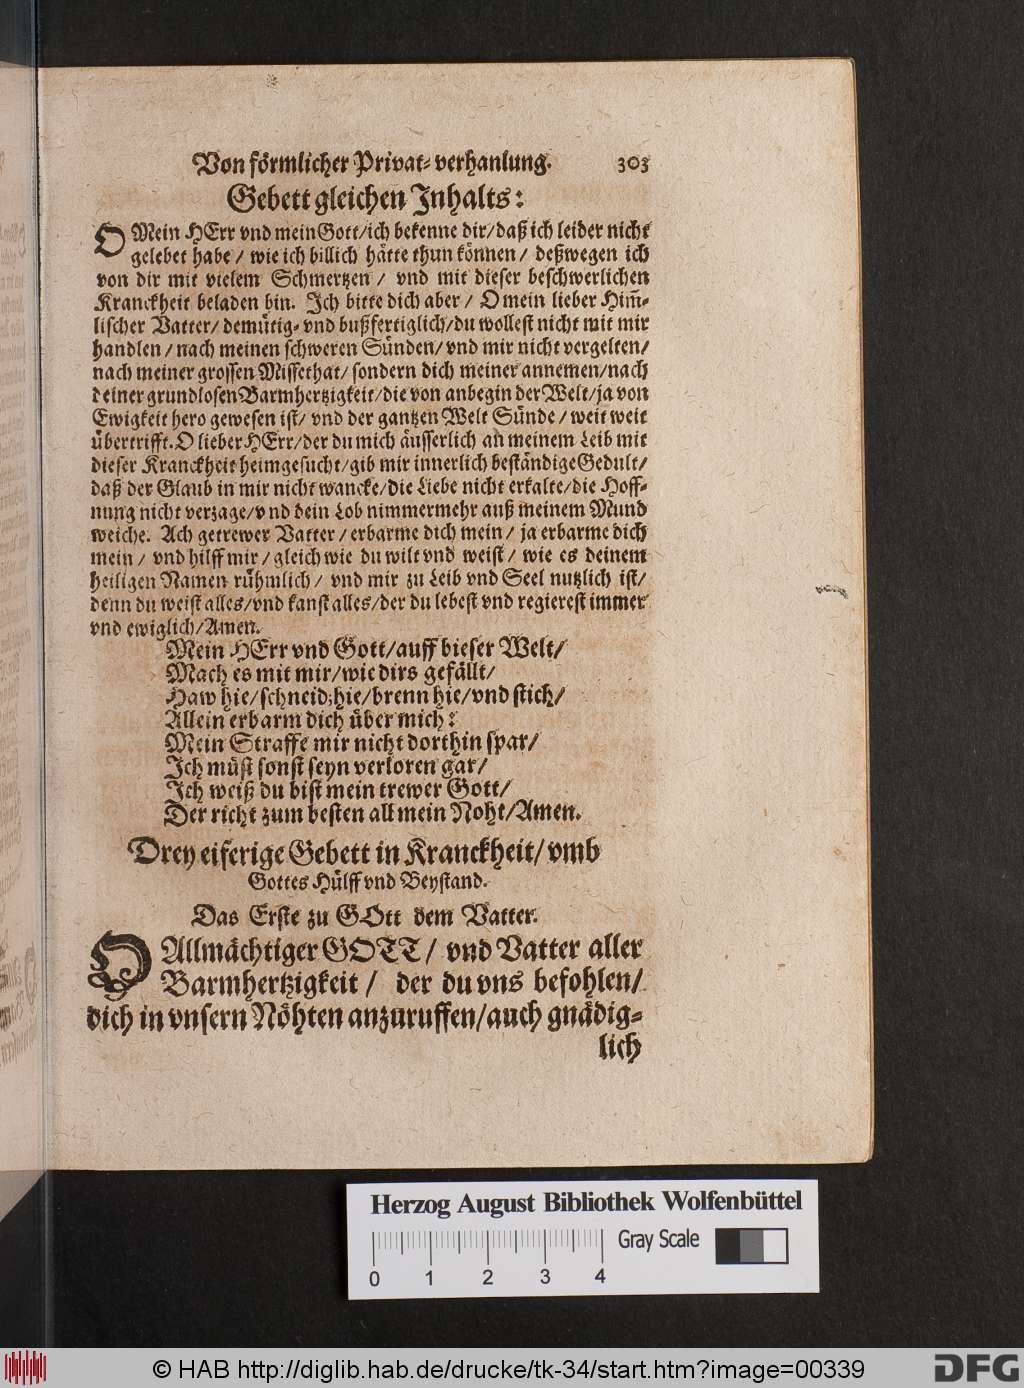 Von förmlicher Privat-verhanlung. 303
Gebett gleichen Inhalts:
O Mein HErr vnd mein Gott/ich bekenne dir/daß ich leider nicht
gelebet habe / wie ich billich hätte thun können / deßwegen ich
von dir mit vielem Schmertzen / vnd mit dieser beschwerlichen
Kranckheit beladen bin. Ich bitte dich aber / O mein lieber Him̃-
lischer Vatter/ demütig- vnd bußfertiglich/du wollest nicht mit mir
handlen / nach meinen schweren Sünden/ vnd mir nicht vergelten/
nach meiner grossen Missethat/ sondern dich meiner annemen/nach
deiner grundlosen Barmhertzigkeit/die von anbegin der Welt/ja von
Ewigkeit hero gewesen ist/ vnd der gantzen Welt Sünde / weit weit
übertrifft. O lieber HErr/der du mich äusserlich an meinem Leib mit
dieser Kranckheit heimgesucht/gib mir innerlich beständige Gedult/
daß der Glaub in mir nicht wancke/die Liebe nicht erkalte/die Hoff-
nung nicht verzage/vnd dein Lob nimmermehr auß meinem Mund
weiche. Ach getrewer Vatter / erbarme dich mein / ja erbarme dich
mein / vnd hilff mir / gleich wie du wilt vnd weist / wie es deinem
heiligen Namen rühmlich / vnd mir zu Leib vnd Seel nutzlich ist/
denn du weist alles/vnd kanst alles/der du lebest vnd regierest immer
vnd ewiglich/Amen.
Mein HErr vnd Gott/auff dieser Welt/
Mach es mit mir/wie dirs gefällt/
Haw hie/schneid hie/brenn hie/vnd stich/
Allein erbarm dich über mich:
Mein Straffe mir nicht dorthin spar/
Ich müst sonst seyn verloren gar/
Ich weiß du bist mein trewer Gott/
Der richt zum besten all mein Noht/Amen.
Drey eiferige Gebett in Kranckheit/ vmb
Gottes Hülff vnd Beystand.
Das Erste zu GOtt dem Vatter.
O Allmächtiger GOTT / vnd Vatter aller
Barmhertzigkeit / der du vns befohlen/
dich in vnsern Nöhten anzuruffen/auch gnädig-
lich
Herzog August Bibliothek Wolfenbüttel
Gray Scale
0 1 2 3 4
© HAB http://diglib.hab.de/drucke/tk-34/start.htm?image=00339
DFG